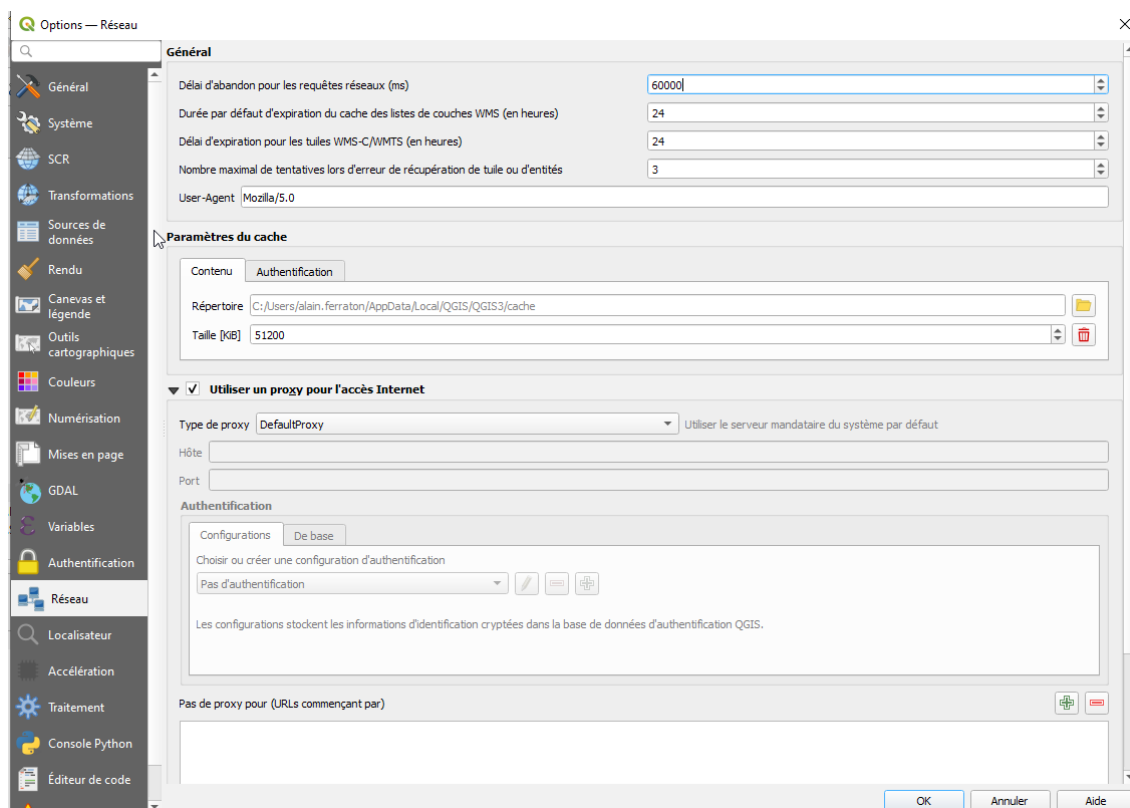 Options — Réseau
Général
Système
SCR
Transformations
Sources de
données
Rendu
Canevas et
légende
Outils
cartographiques
Couleurs
Numérisation
Mises en page
GDAL
Variables
Authentification
Réseau
Localisateur
Accélération
Traitement
Console Python
Éditeur de code
Général
Délai d'abandon pour les requêtes réseaux (ms) 60000
Durée par défaut d'expiration du cache des listes de couches WMS (en heures) 24
Délai d'expiration pour les tuiles WMS-C/WMTS (en heures) 24
Nombre maximal de tentatives lors d'erreur de récupération de tuile ou d'entités 3
User-Agent Mozilla/5.0
Paramètres du cache
Contenu Authentification
Répertoire C:/Users/alain.ferraton/AppData/Local/QGIS/QGIS3/cache
Taille [KiB] 51200
Utiliser un proxy pour l'accès Internet
Type de proxy DefaultProxy Utiliser le serveur mandataire du système par défaut
Hôte
Port
Authentification
Configurations De base
Choisir ou créer une configuration d'authentification
Pas d'authentification
Les configurations stockent les informations d'identification cryptées dans la base de données d'authentification QGIS.
Pas de proxy pour (URLs commençant par)
OK Annuler Aide